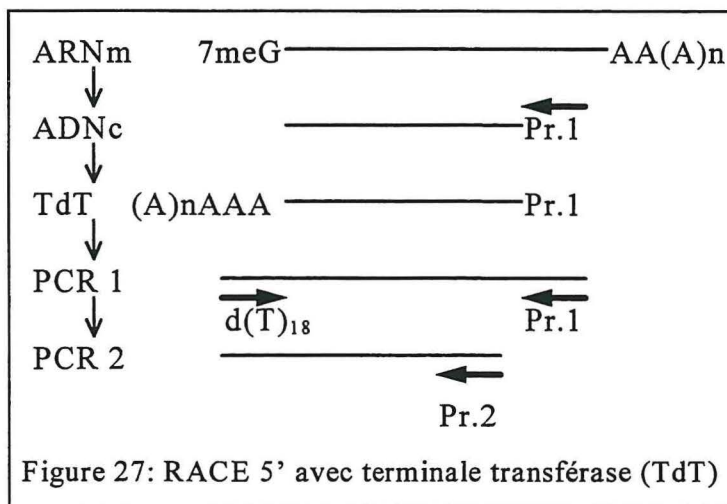 ARNm 7meG AA(A)n
ADNc Pr.1
TdT (A)nAAA Pr.1
PCR 1
d(T)₁₈ Pr.1
PCR 2
Pr.2
Figure 27: RACE 5' avec terminale transférase (TdT)